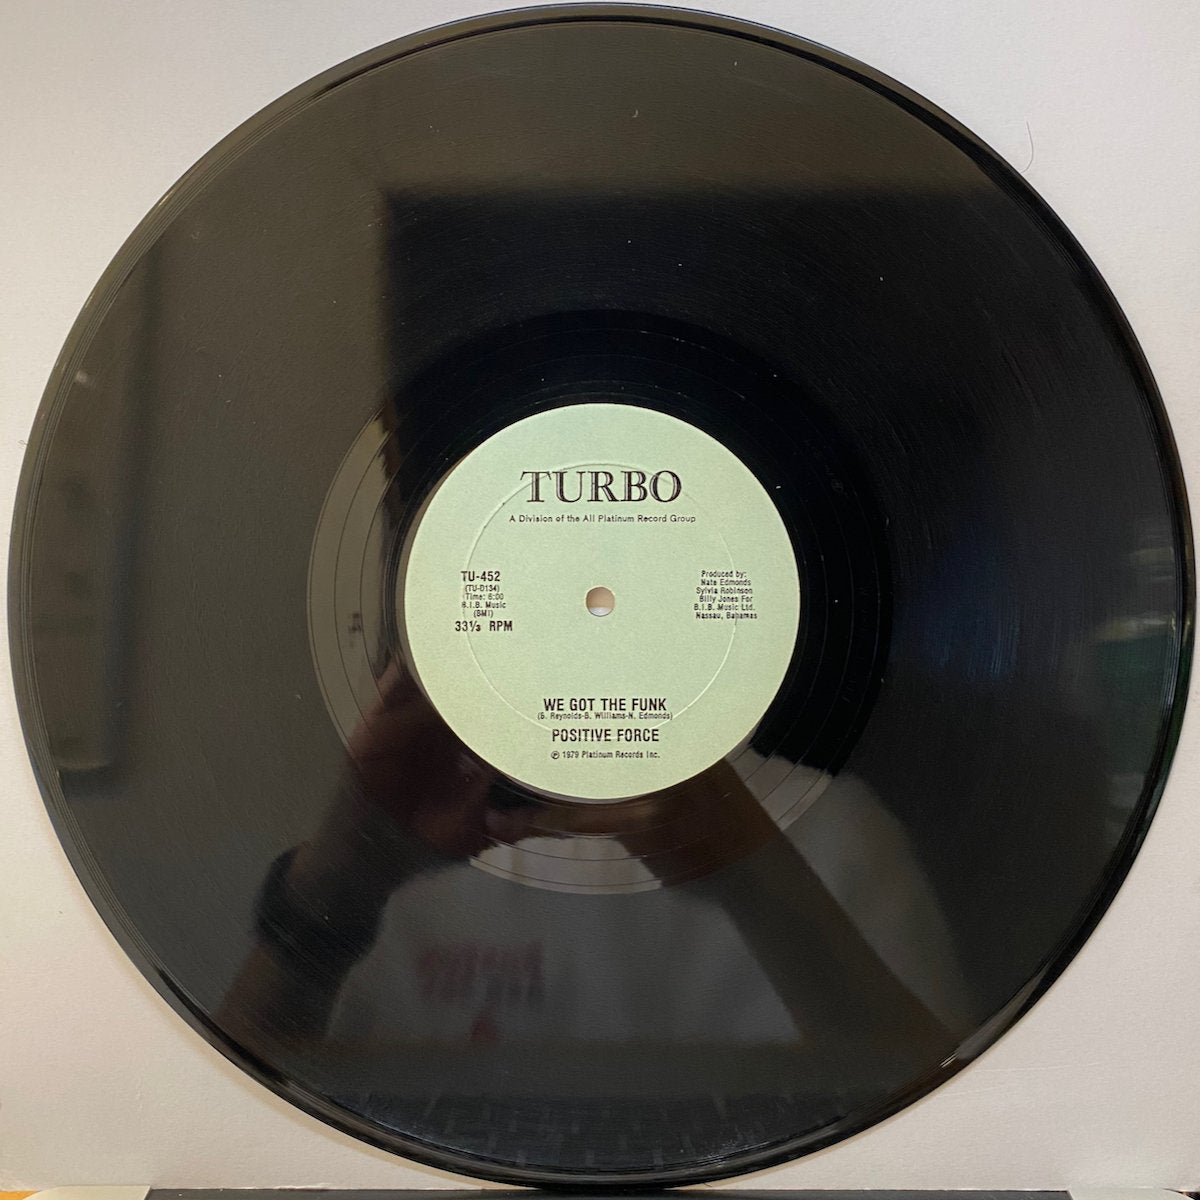 TURBO
A Division of the All Platinum Record Group
TU-452
(TU-D134)
Time: 6:00
B.I.B. Music
(BMI)
33⅓ RPM
Produced by:
Nate Edmonds
Sylvia Robinson
Billy Jones For
B.I.B. Music Ltd.
Nassau, Bahamas
WE GOT THE FUNK
(B. Reynolds-B. Williams-N. Edmonds)
POSITIVE FORCE
℗ 1979 Platinum Records Inc.